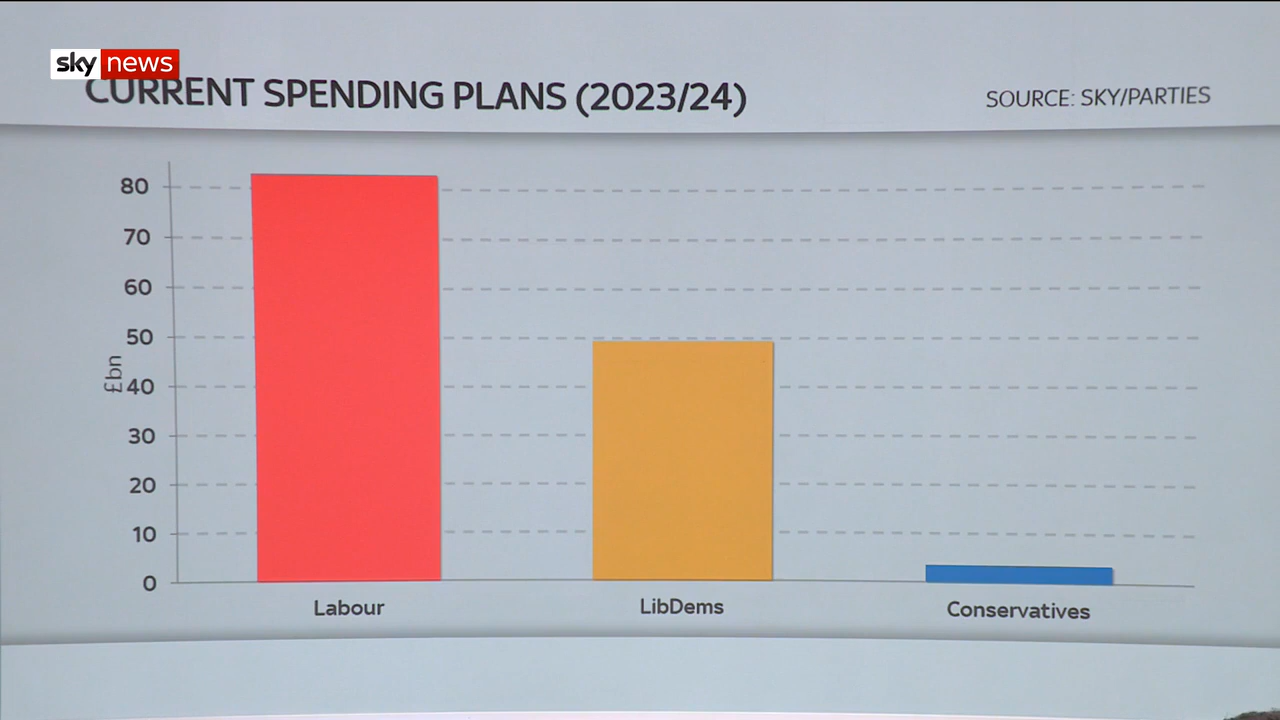 sky news
CURRENT SPENDING PLANS (2023/24)
SOURCE: SKY/PARTIES
80
70
60
50
£bn
40
30
20
10
0
Labour
LibDems
Conservatives